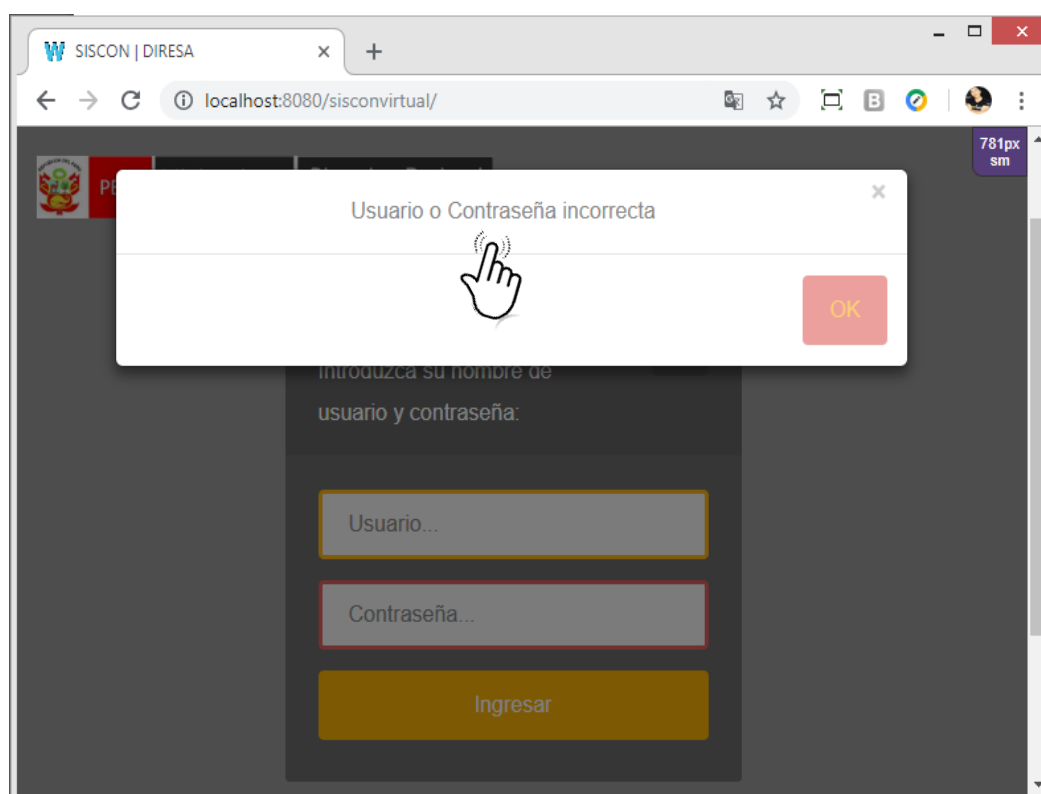 SISCON | DIRESA
localhost:8080/sisconvirtual/
781px
sm
Usuario o Contraseña incorrecta
OK
Introduzca su nombre de
usuario y contraseña:
Usuario...
Contraseña...
Ingresar